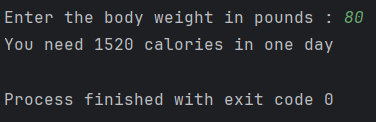 Enter the body weight in pounds : 80
You need 1520 calories in one day
Process finished with exit code 0